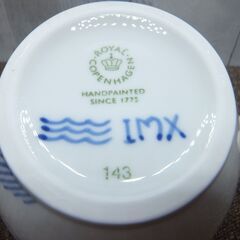 ROYAL
COPENHAGEN
HANDPAINTED
SINCE 1775
IMX
143